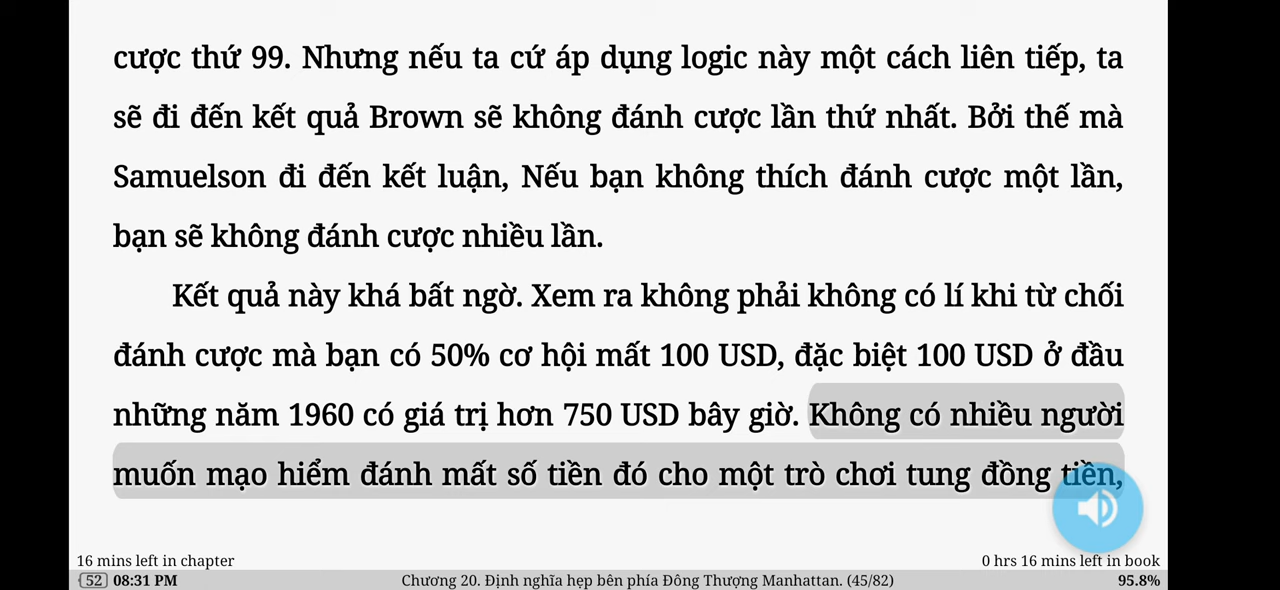 cược thứ 99. Nhưng nếu ta cứ áp dụng logic này một cách liên tiếp, ta
sẽ đi đến kết quả Brown sẽ không đánh cược lần thứ nhất. Bởi thế mà
Samuelson đi đến kết luận, Nếu bạn không thích đánh cược một lần,
bạn sẽ không đánh cược nhiều lần.
Kết quả này khá bất ngờ. Xem ra không phải không có lí khi từ chối
đánh cược mà bạn có 50% cơ hội mất 100 USD, đặc biệt 100 USD ở đầu
những năm 1960 có giá trị hơn 750 USD bây giờ. Không có nhiều người
muốn mạo hiểm đánh mất số tiền đó cho một trò chơi tung đồng tiền,
16 mins left in chapter 0 hrs 16 mins left in book
52 08:31 PM Chương 20. Định nghĩa hẹp bên phía Đông Thượng Manhattan. (45/82) 95.8%